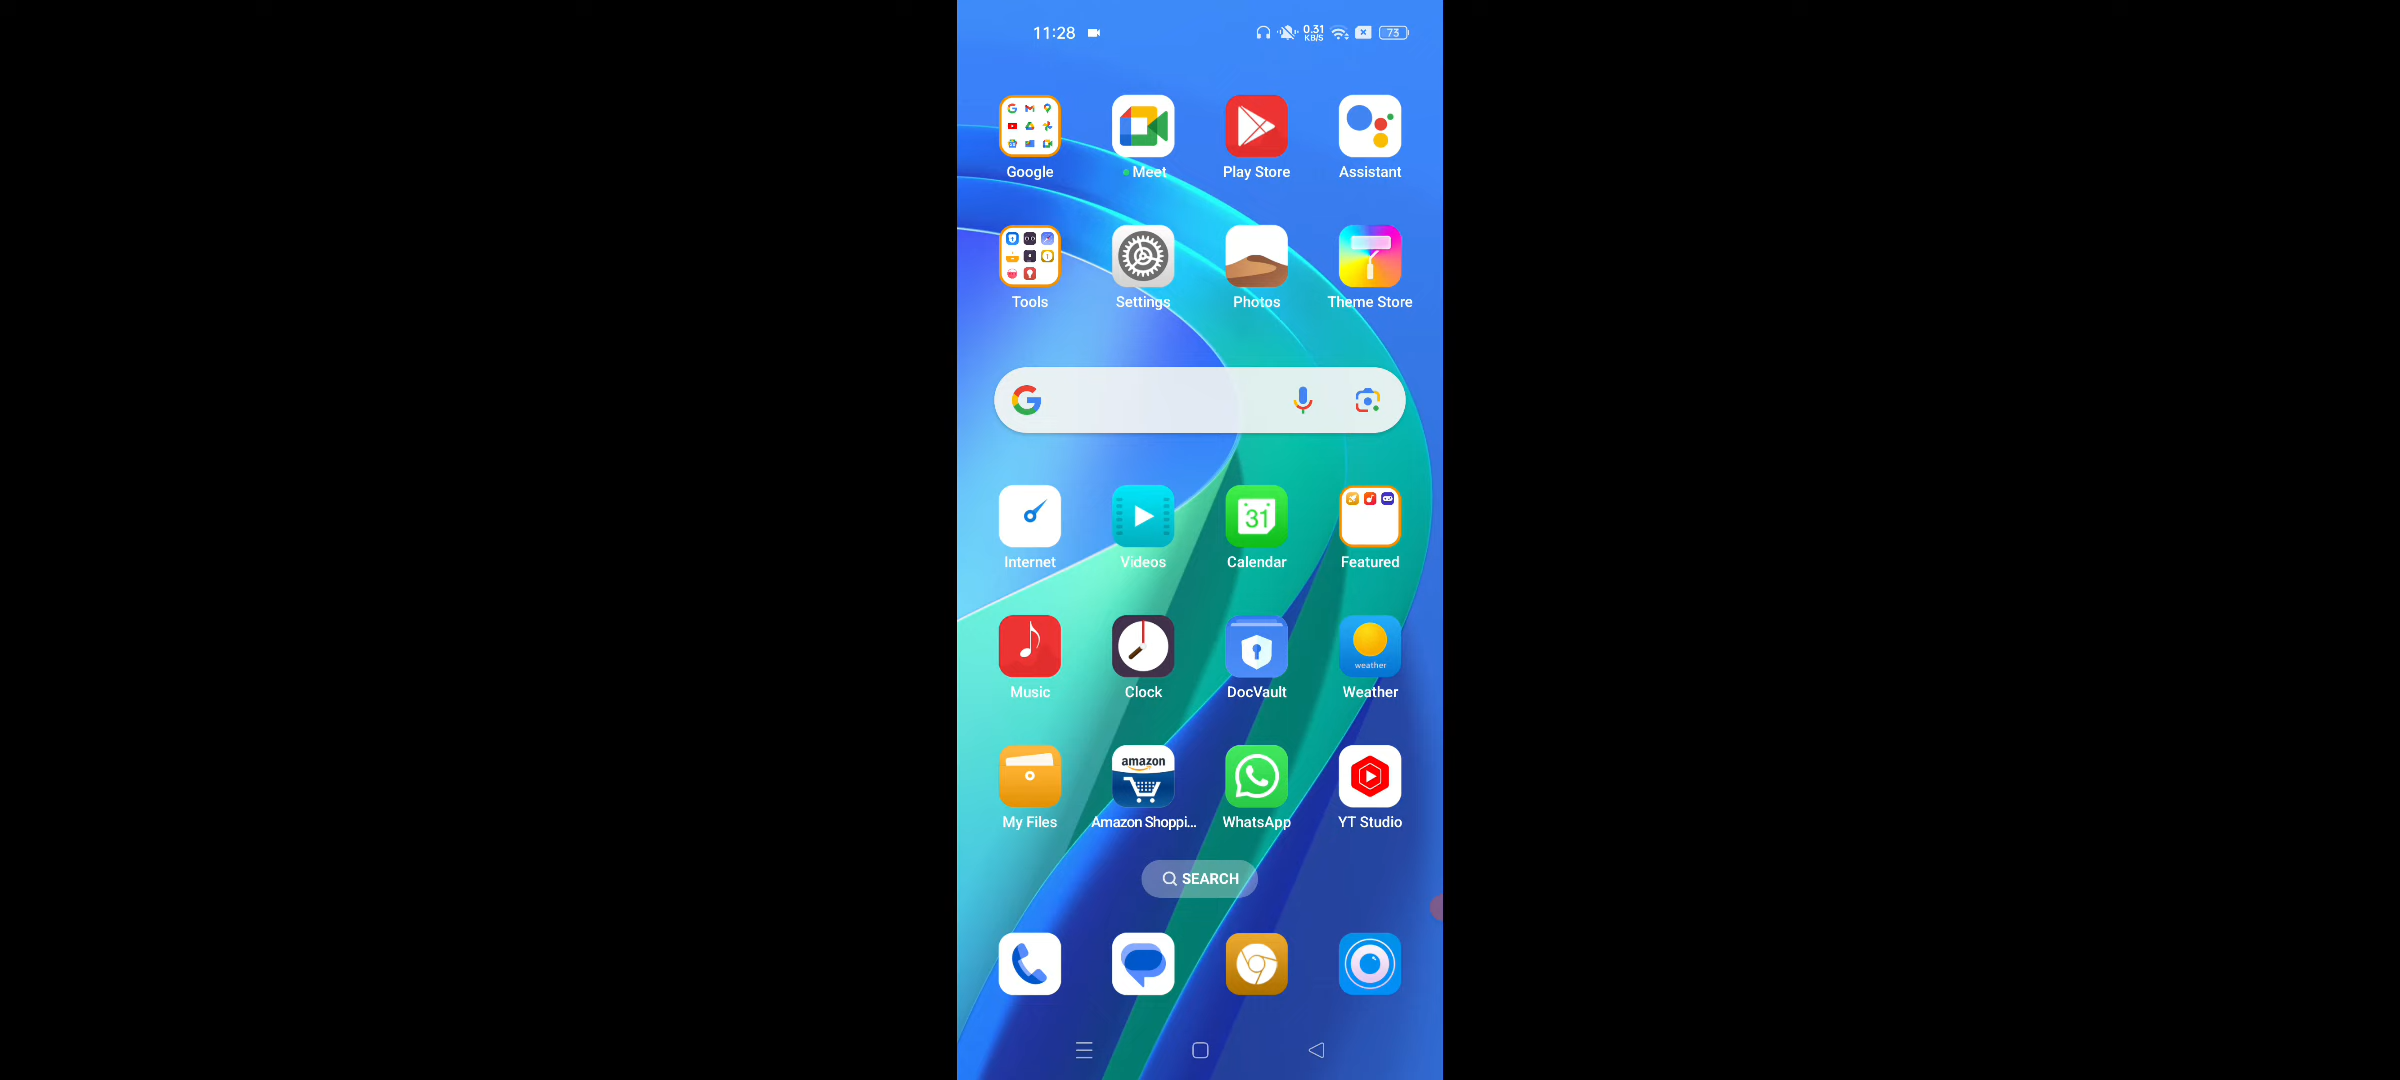 11:28 0.31 KB/S 73
Google Meet Play Store Assistant
Tools Settings Photos Theme Store
31
Internet Videos Calendar Featured
weather
Music Clock DocVault Weather
amazon
My Files Amazon Shoppi... WhatsApp YT Studio
SEARCH